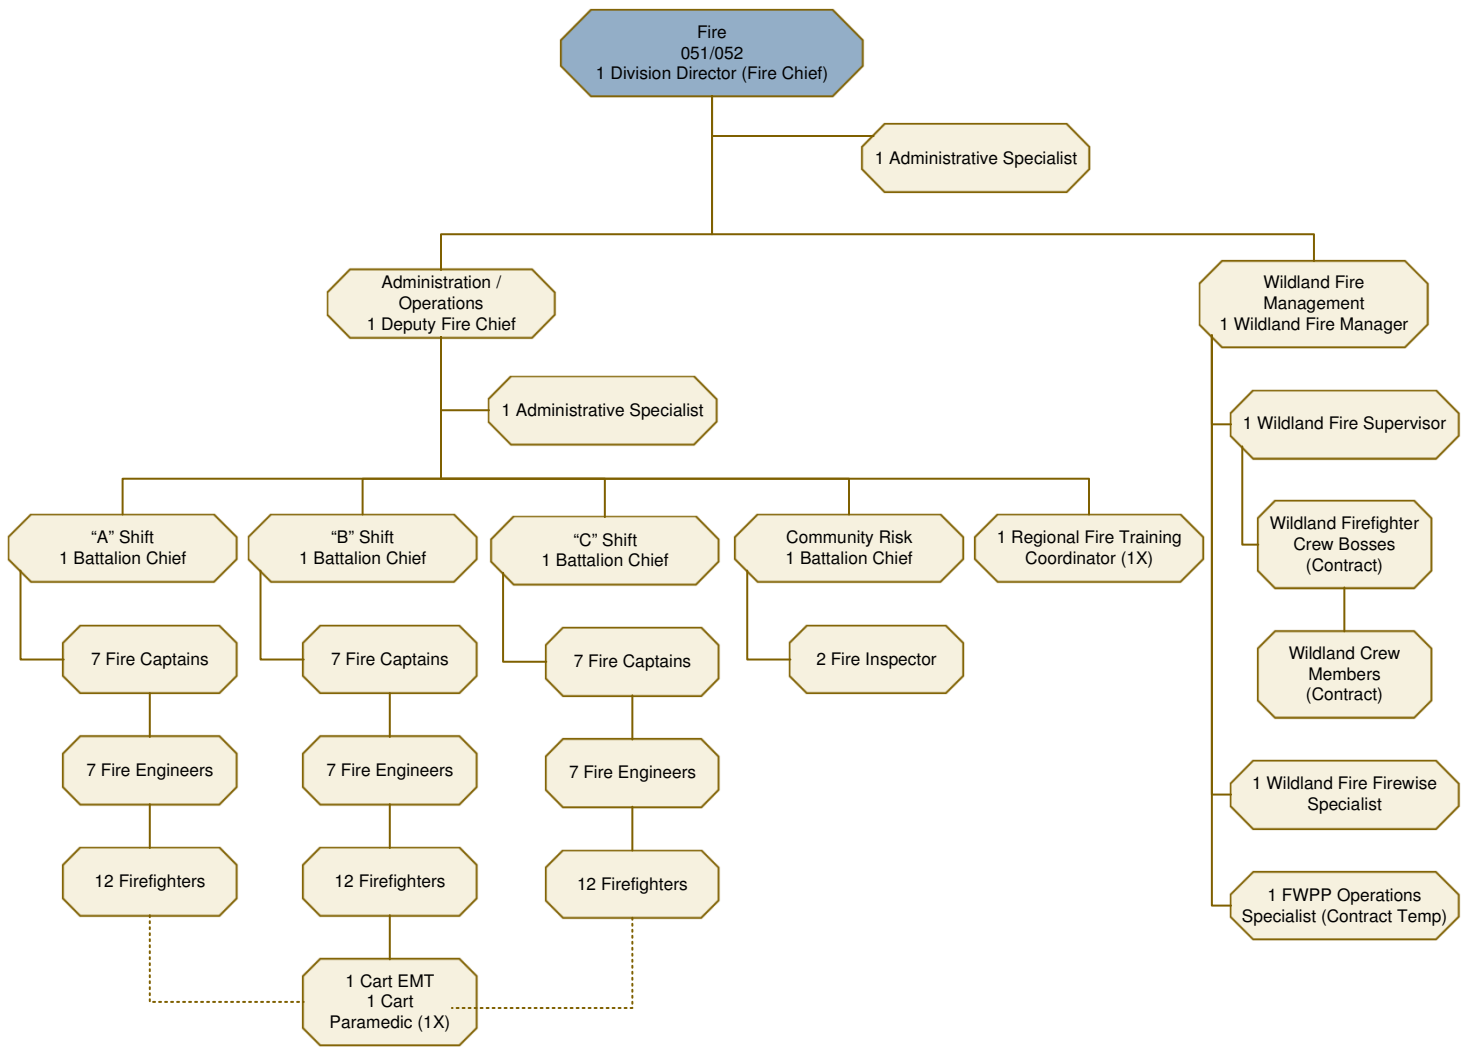 Fire
051/052
1 Division Director (Fire Chief)
1 Administrative Specialist
Administration /
Operations
1 Deputy Fire Chief
Wildland Fire
Management
1 Wildland Fire Manager
1 Administrative Specialist
1 Wildland Fire Supervisor
“A” Shift
1 Battalion Chief
“B” Shift
1 Battalion Chief
“C” Shift
1 Battalion Chief
Community Risk
1 Battalion Chief
1 Regional Fire Training
Coordinator (1X)
Wildland Firefighter
Crew Bosses
(Contract)
7 Fire Captains
7 Fire Captains
7 Fire Captains
2 Fire Inspector
Wildland Crew
Members
(Contract)
7 Fire Engineers
7 Fire Engineers
7 Fire Engineers
1 Wildland Fire Firewise
Specialist
12 Firefighters
12 Firefighters
12 Firefighters
1 FWPP Operations
Specialist (Contract Temp)
1 Cart EMT
1 Cart
Paramedic (1X)